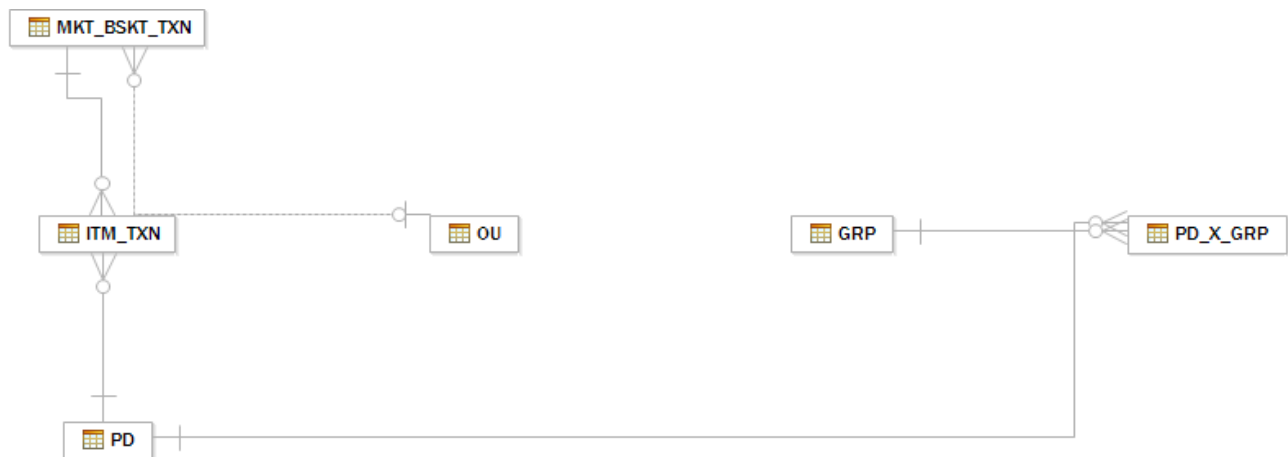 MKT_BSKT_TXN
ITM_TXN
OU
GRP
PD_X_GRP
PD